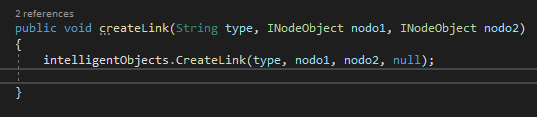 2 references
public void createLink(String type, INodeObject nodo1, INodeObject nodo2)
{
intelligentObjects.CreateLink(type, nodo1, nodo2, null);
}